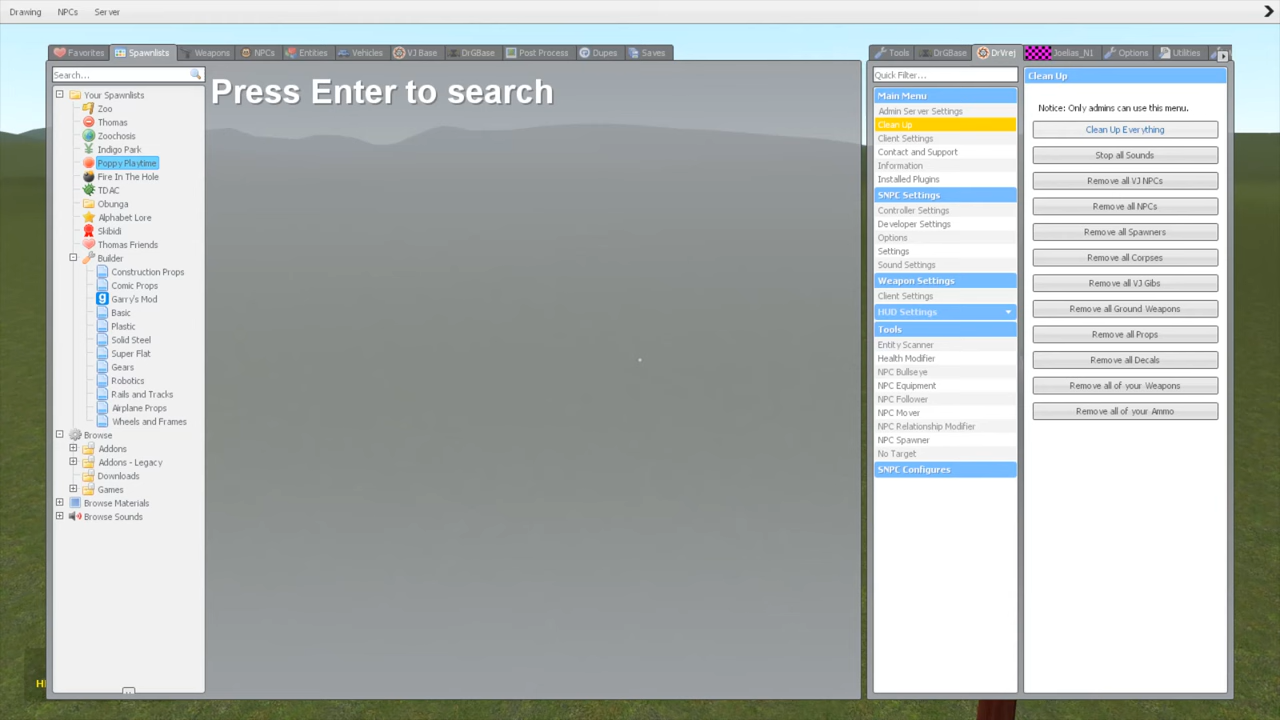 Drawing NPCs Server
Favorites Spawnlists Weapons NPCs Entities Vehicles VJ Base DrGBase Post Process Dupes Saves
Search...
Press Enter to search
Your Spawnlists
Zoo
Thomas
Zoochosis
Indigo Park
Poppy Playtime
Fire In The Hole
TDAC
Obunga
Alphabet Lore
Skibidi
Thomas Friends
Builder
Construction Props
Comic Props
Garry's Mod
Basic
Plastic
Solid Steel
Super Flat
Gears
Robotics
Rails and Tracks
Airplane Props
Wheels and Frames
Browse
Addons
Addons - Legacy
Downloads
Games
Browse Materials
Browse Sounds
Tools DrGBase DrVrej Joelias_N1 Options Utilities
Quick Filter...
Main Menu
Admin Server Settings
Clean Up
Client Settings
Contact and Support
Information
Installed Plugins
SNPC Settings
Controller Settings
Developer Settings
Options
Settings
Sound Settings
Weapon Settings
Client Settings
HUD Settings
Tools
Entity Scanner
Health Modifier
NPC Bullseye
NPC Equipment
NPC Follower
NPC Mover
NPC Relationship Modifier
NPC Spawner
No Target
SNPC Configures
Clean Up
Notice: Only admins can use this menu.
Clean Up Everything
Stop all Sounds
Remove all VJ NPCs
Remove all NPCs
Remove all Spawners
Remove all Corpses
Remove all VJ Gibs
Remove all Ground Weapons
Remove all Props
Remove all Decals
Remove all of your Weapons
Remove all of your Ammo